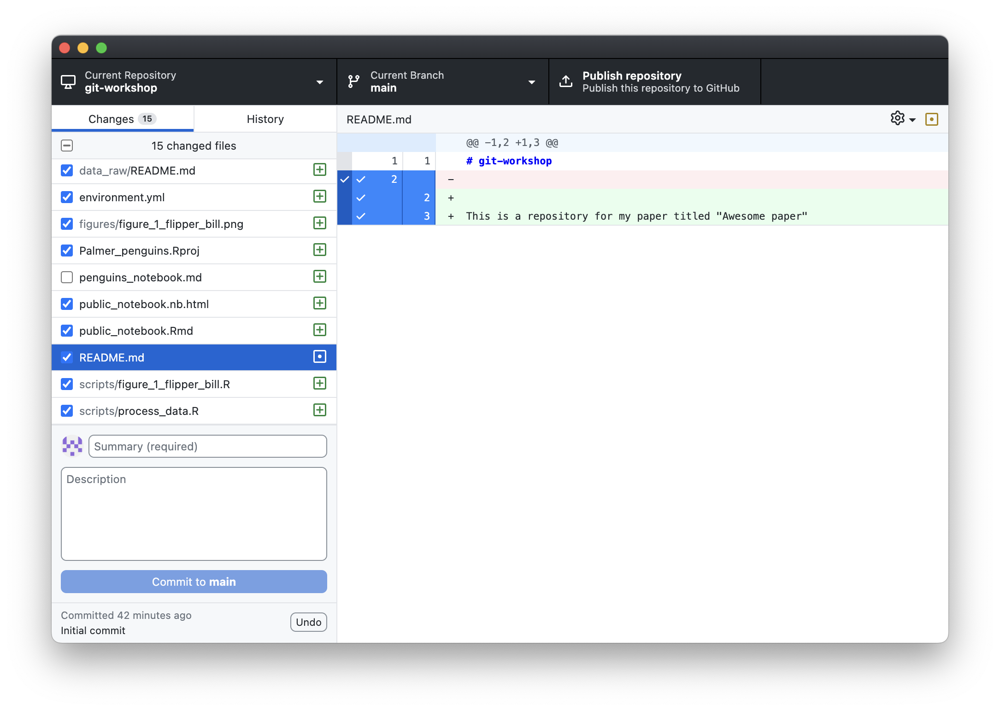 Current Repository
git-workshop
Current Branch
main
Publish repository
Publish this repository to GitHub
Changes 15
History
15 changed files
data_raw/README.md
environment.yml
figures/figure_1_flipper_bill.png
Palmer_penguins.Rproj
penguins_notebook.md
public_notebook.nb.html
public_notebook.Rmd
README.md
scripts/figure_1_flipper_bill.R
scripts/process_data.R
Summary (required)
Description
Commit to main
Committed 42 minutes ago
Initial commit
Undo
README.md
@@ -1,2 +1,3 @@
1 1 # git-workshop
2 -
2 +
3 + This is a repository for my paper titled "Awesome paper"